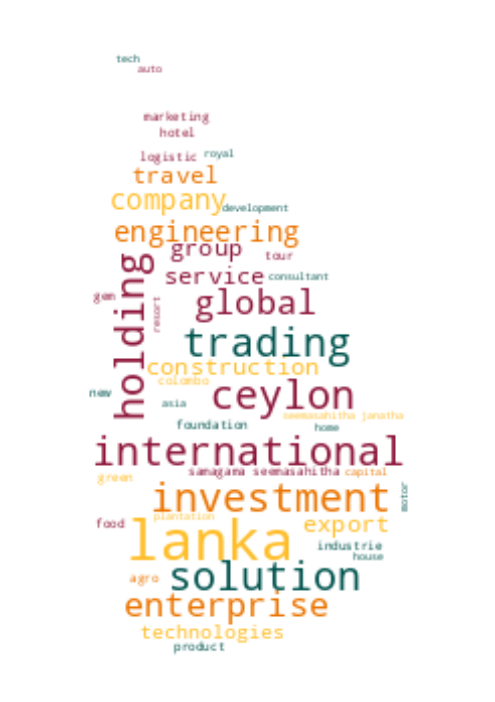 tech
auto
marketing
hotel
logistic
royal
travel
company
development
engineering
group
tour
holding
service
consultant
gem
resort
global
trading
construction
colombo
new
ceylon
asia
seemasahitha janatha
foundation
home
international
samagama seemasahitha
capital
green
investment
motor
plantation
food
export
lanka
industrie
house
agro
solution
enterprise
technologies
product